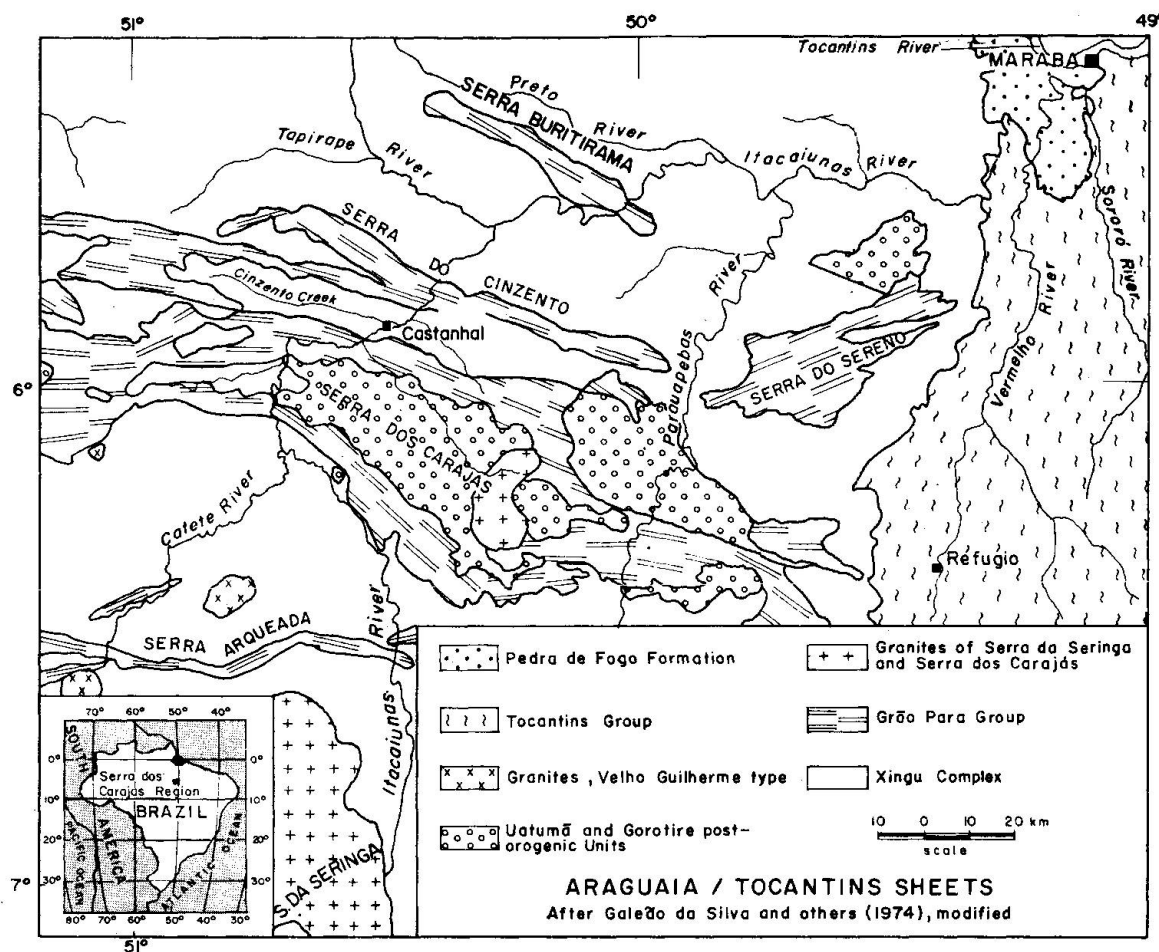 51°
50°
49°
Tocantins River
MARABA
Preto River
SERRA BURITIRAMA
Tapirape River
Itacaiunas River
Sororó River
SERRA DO CINZENTO
Cinzento Creek
Castanhal
Parauapebas River
Vermelho River
SERRA DO SERENO
6°
SERRA DOS CARAJAS
Catete River
Refugio
SERRA ARQUEADA
Itacaiunas River
S. DA SERINGA
7°
51°
70° 60° 50° 40°
SOUTH AMERICA
0° 0°
Serra dos
Carajas Region
10° 10°
BRAZIL
20° 20°
30° 30°
PACIFIC OCEAN
ATLANTIC OCEAN
80° 70° 60° 50° 40° 30°
Pedra de Fogo Formation
Tocantins Group
Granites, Velho Guilherme type
Uatumã and Gorotire post-
orogenic Units
Granites of Serra da Seringa
and Serra dos Carajás
Grão Para Group
Xingu Complex
10 0 10 20 km
scale
ARAGUAIA / TOCANTINS SHEETS
After Galeão da Silva and others (1974), modified